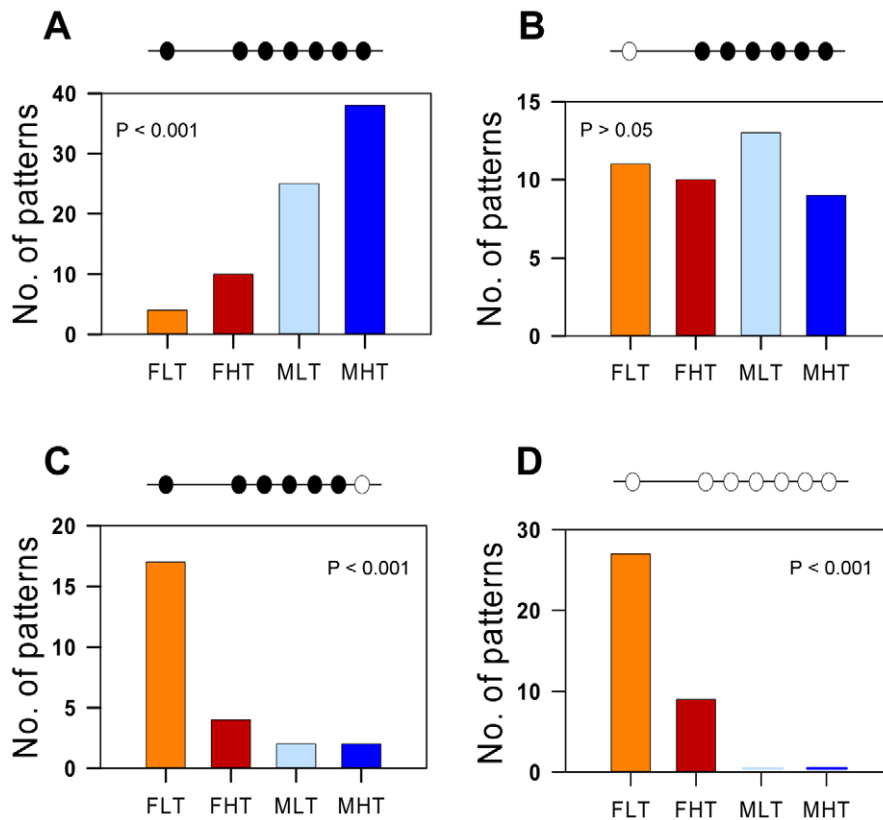 A
No. of patterns
40
30
20
10
0
P < 0.001
FLT FHT MLT MHT
B
No. of patterns
15
10
5
0
P > 0.05
FLT FHT MLT MHT
C
No. of patterns
20
15
10
5
0
P < 0.001
FLT FHT MLT MHT
D
No. of patterns
30
20
10
0
P < 0.001
FLT FHT MLT MHT